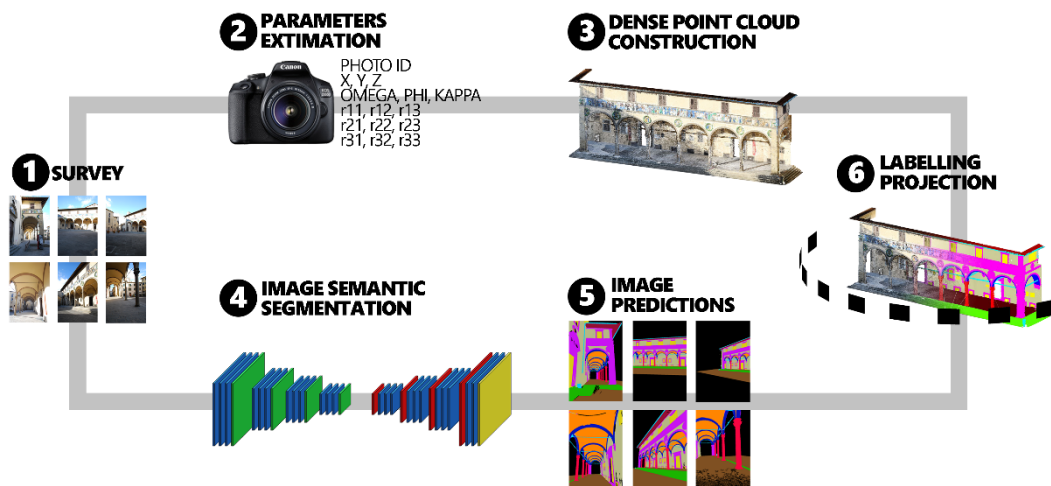 2 PARAMETERS
EXTIMATION
Canon
PHOTO ID
X, Y, Z
OMEGA, PHI, KAPPA
r11, r12, r13
r21, r22, r23
r31, r32, r33
3 DENSE POINT CLOUD
CONSTRUCTION
1 SURVEY
6 LABELLING
PROJECTION
4 IMAGE SEMANTIC
SEGMENTATION
5 IMAGE
PREDICTIONS